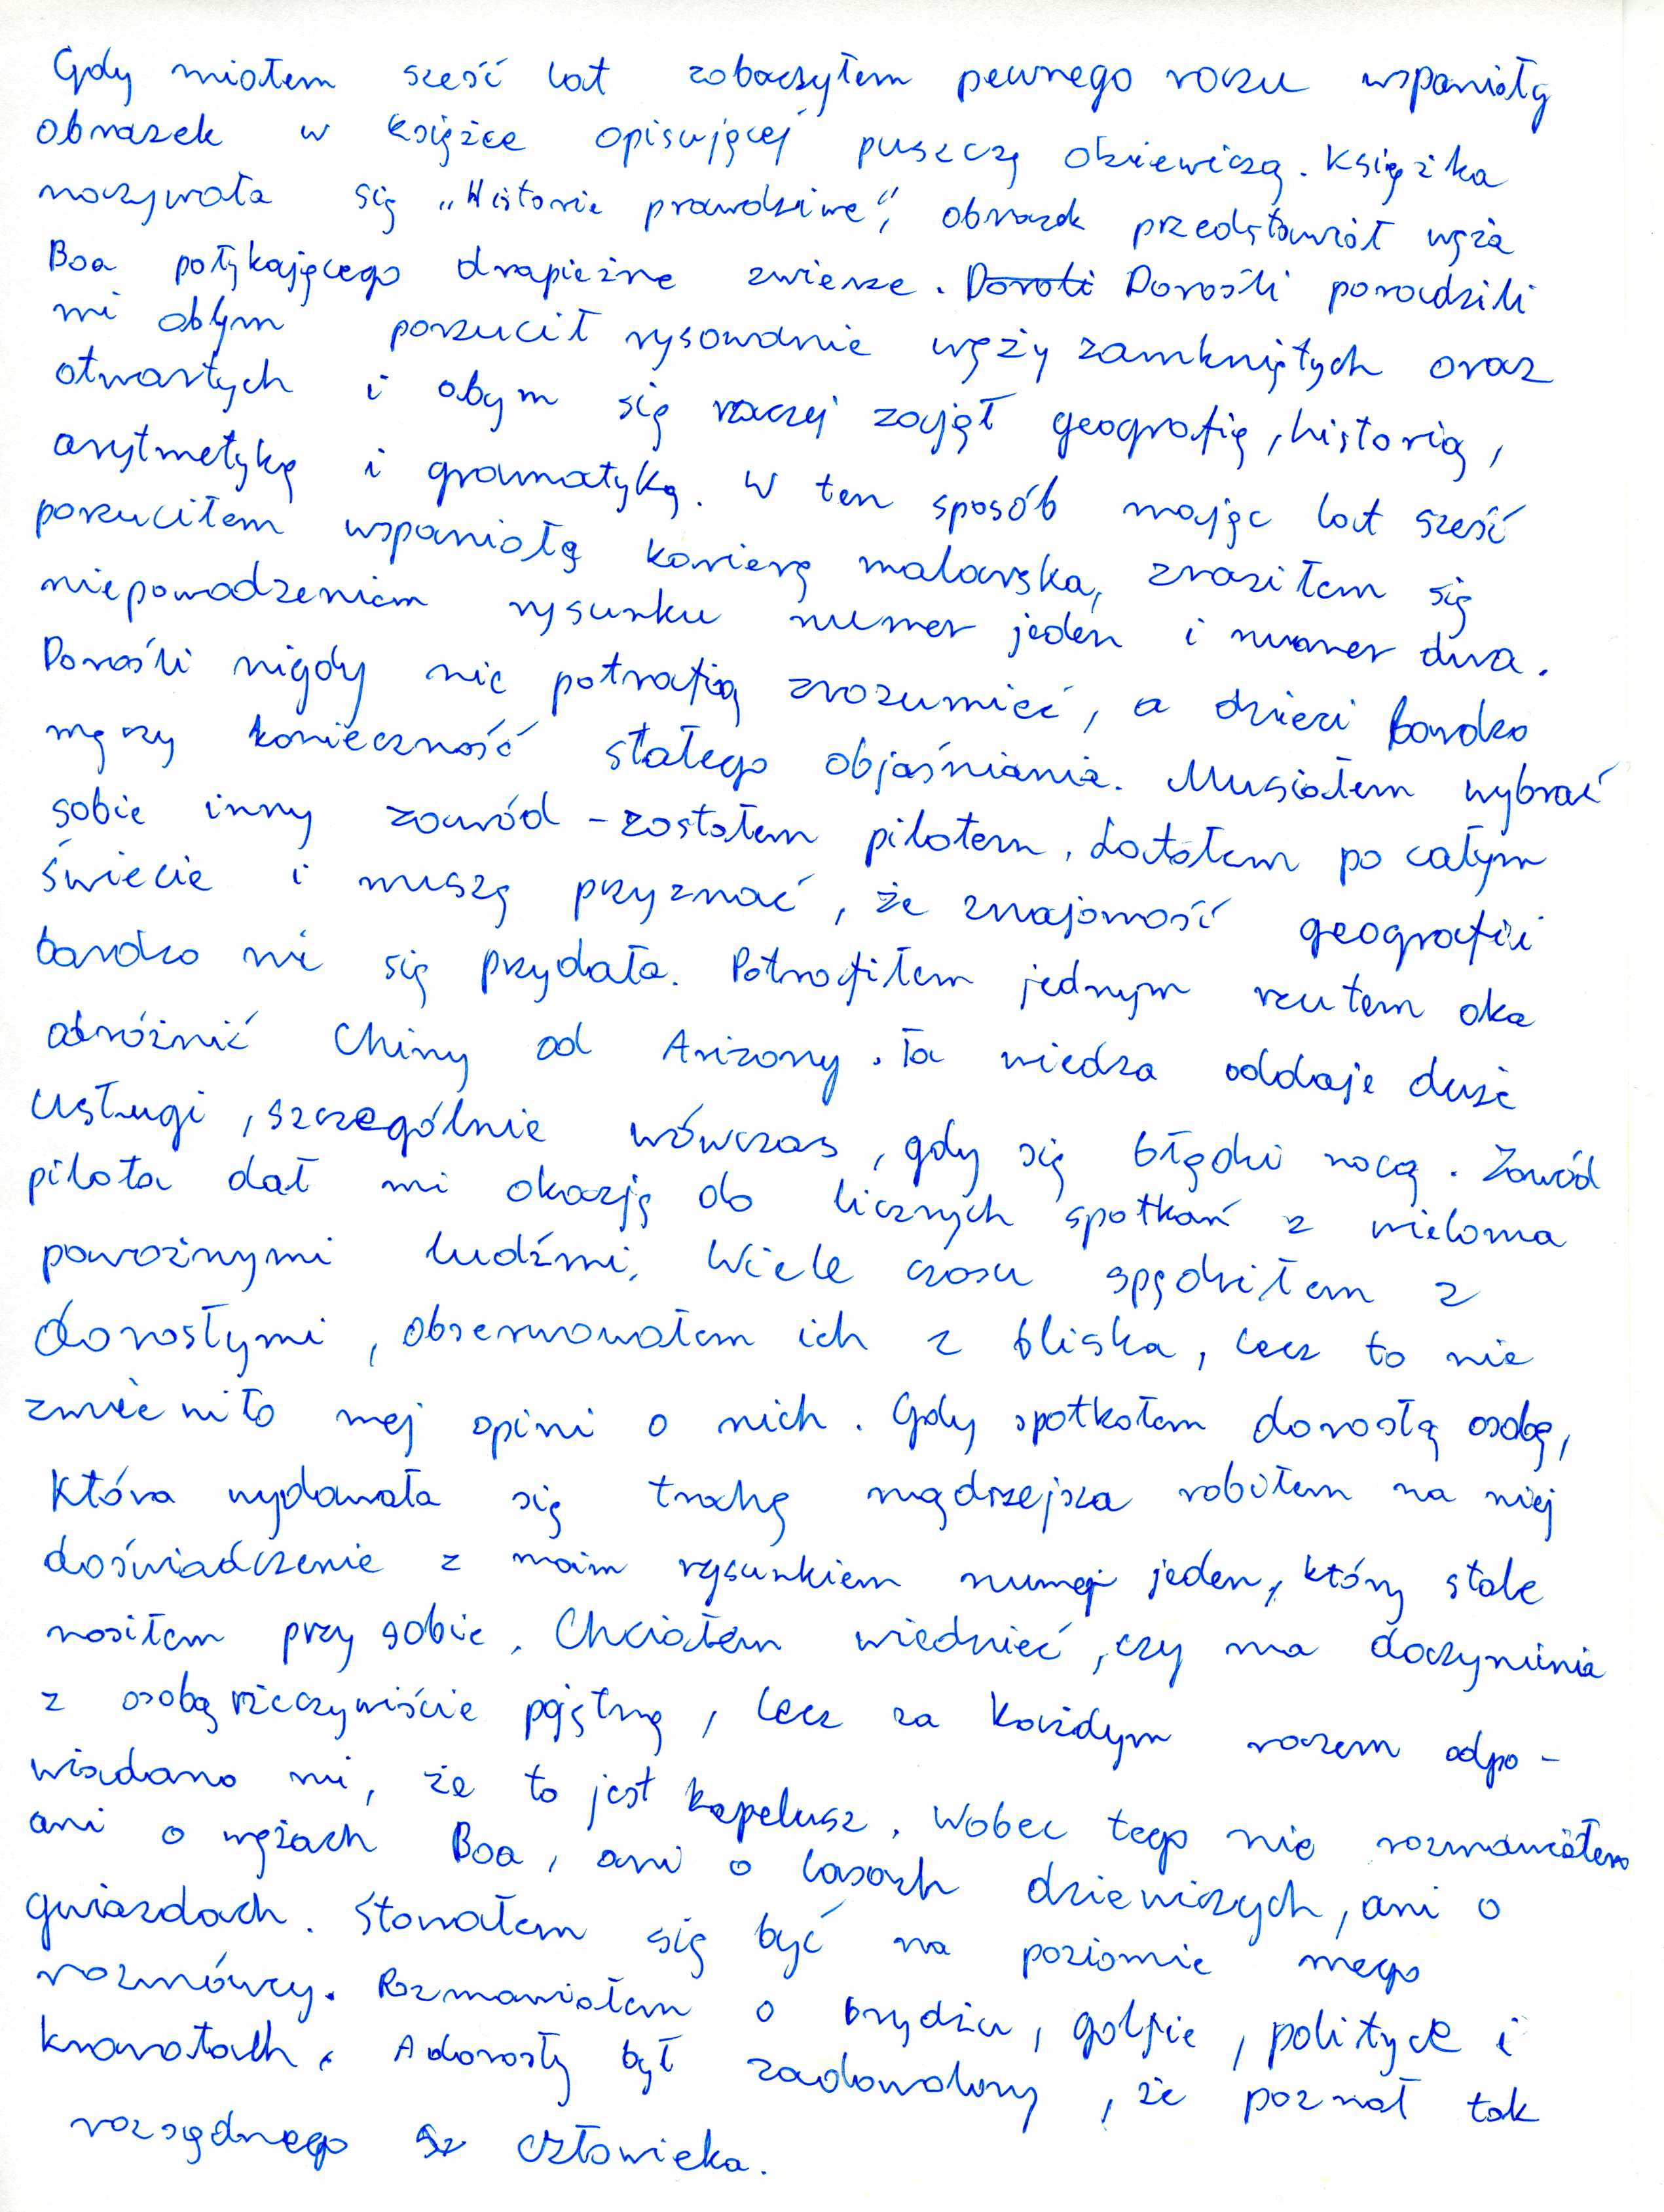 Gdy miałem sześć lat zobaczyłem pewnego razu wspaniały
obrazek w książce opisującej puszczę dziewiczą. Książka
nazywała się „Historie prawdziwe”, obrazek przedstawiał węża
Boa połykającego drapieżne zwierze. Doroli Dorośli poradzili
mi abym porzucił rysowanie węży zamkniętych oraz
otwartych i abym się raczej zajął geografią, historią,
arytmetyką i gramatyką. W ten sposób mając lat sześć
porzuciłem wspaniałą karierę malarską, zraziłem się
niepowodzeniem rysunku numer jeden i numer dwa.
Dorośli nigdy nie potrafią zrozumieć, a dzieci bardzo
męczy konieczność stałego objaśniania. Musiałem wybrać
sobie inny zawód - zostałem pilotem. Latałem po całym
świecie i muszę przyznać, że znajomość geografii
bardzo mi się przydała. Potrafiłem jednym rzutem oka
odróżnić Chiny od Arizony. Ta wiedza oddaje duże
usługi, szczególnie wówczas, gdy się błądzi nocą. Zawód
pilota dał mi okazję do licznych spotkań z wieloma
poważnymi ludźmi. Wiele czasu spędziłem z
dorosłymi, obserwowałem ich z bliska, lecz to nie
zmieniło mej opini o nich. Gdy spotkałem dorosłą osobę,
która wydawała się trochę mądrzejsza robiłem na niej
doświadczenie z moim rysunkiem numer jeden, który stale
nosiłem przy sobie. Chciałem wiedzieć, czy ma doczynienia
z osobą rzeczywiście pojętną, lecz za każdym razem odpo-
wiadano mi, że to jest kapelusz. Wobec tego nie rozmawiałem
ani o wężach Boa, ani o lasach dziewiczych, ani o
gwiazdach. Starałem się być na poziomie mego
rozmówcy. Rozmawiałem o brydżu, golfie, polityce i
krawatach. A dorosły był zadowolony, że poznał tak
rozsądnego człowieka.